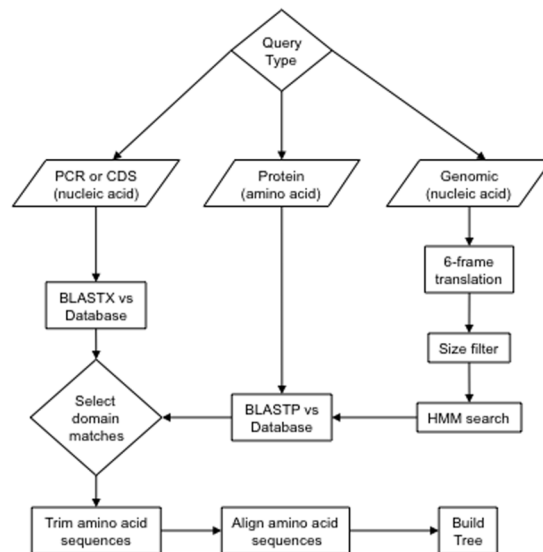 Query
Type
PCR or CDS
(nucleic acid)
Protein
(amino acid)
Genomic
(nucleic acid)
6-frame
translation
BLASTX vs
Database
Size filter
Select
domain
matches
BLASTP vs
Database
HMM search
Trim amino acid
sequences
Align amino acid
sequences
Build
Tree